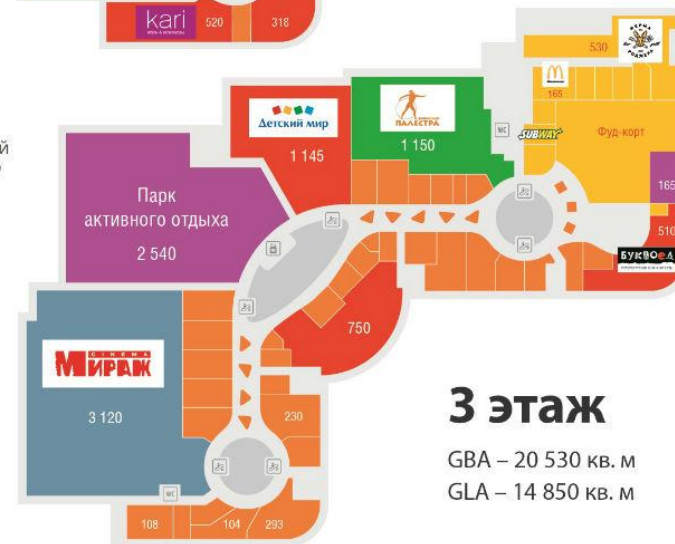 kari
520
318
530
ФЕРМА
РОДЖЕРА
165
SUBWAY
Фуд-корт
WC
Детский мир
1 145
ПАЛЕСТРА
1 150
165
й
Парк
активного отдыха
2 540
510
БУКВОЕД
750
CINEMA
МИРАЖ
3 120
230
WC
108
104
293
3 этаж
GBA – 20 530 кв. м
GLA – 14 850 кв. м